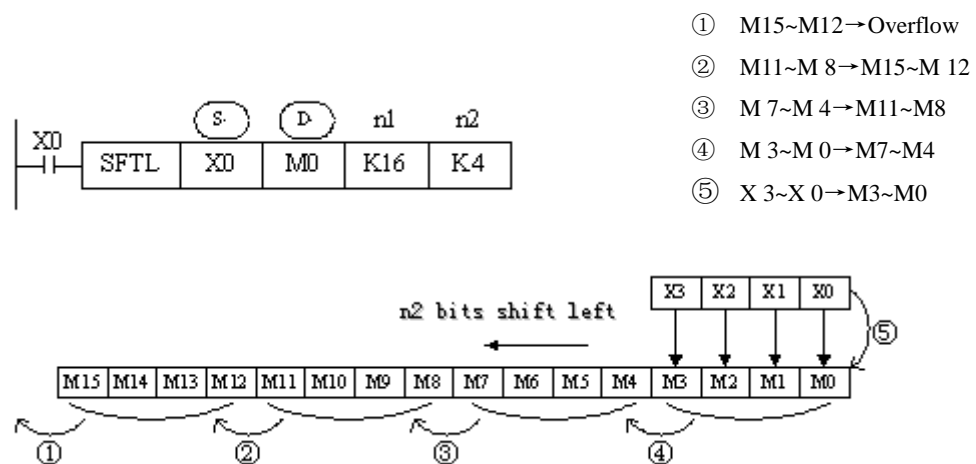 ① M15~M12→Overflow
② M11~M 8→M15~M 12
③ M 7~M 4→M11~M8
④ M 3~M 0→M7~M4
⑤ X 3~X 0→M3~M0
S· D· n1 n2
X0
SFTL X0 M0 K16 K4
X3 X2 X1 X0
n2 bits shift left
⑤
M15 M14 M13 M12 M11 M10 M9 M8 M7 M6 M5 M4 M3 M2 M1 M0
① ② ③ ④